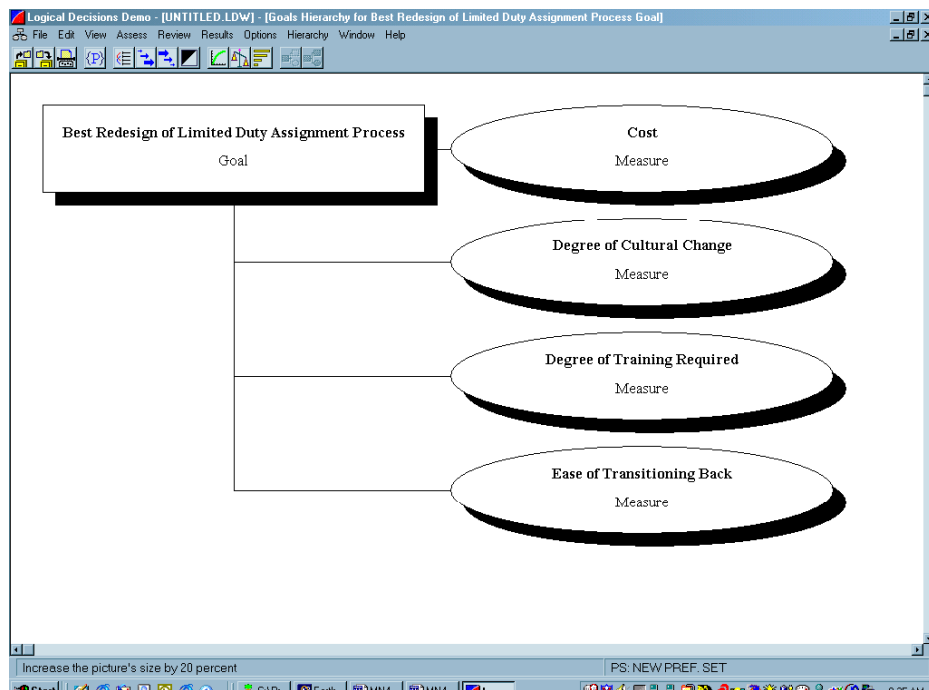 Logical Decisions Demo - [UNTITLED.LDW] - [Goals Hierarchy for Best Redesign of Limited Duty Assignment Process Goal]
File Edit View Assess Review Results Options Hierarchy Window Help
{P}
Best Redesign of Limited Duty Assignment Process
Goal
Cost
Measure
Degree of Cultural Change
Measure
Degree of Training Required
Measure
Ease of Transitioning Back
Measure
Increase the picture's size by 20 percent PS: NEW PREF. SET
Start